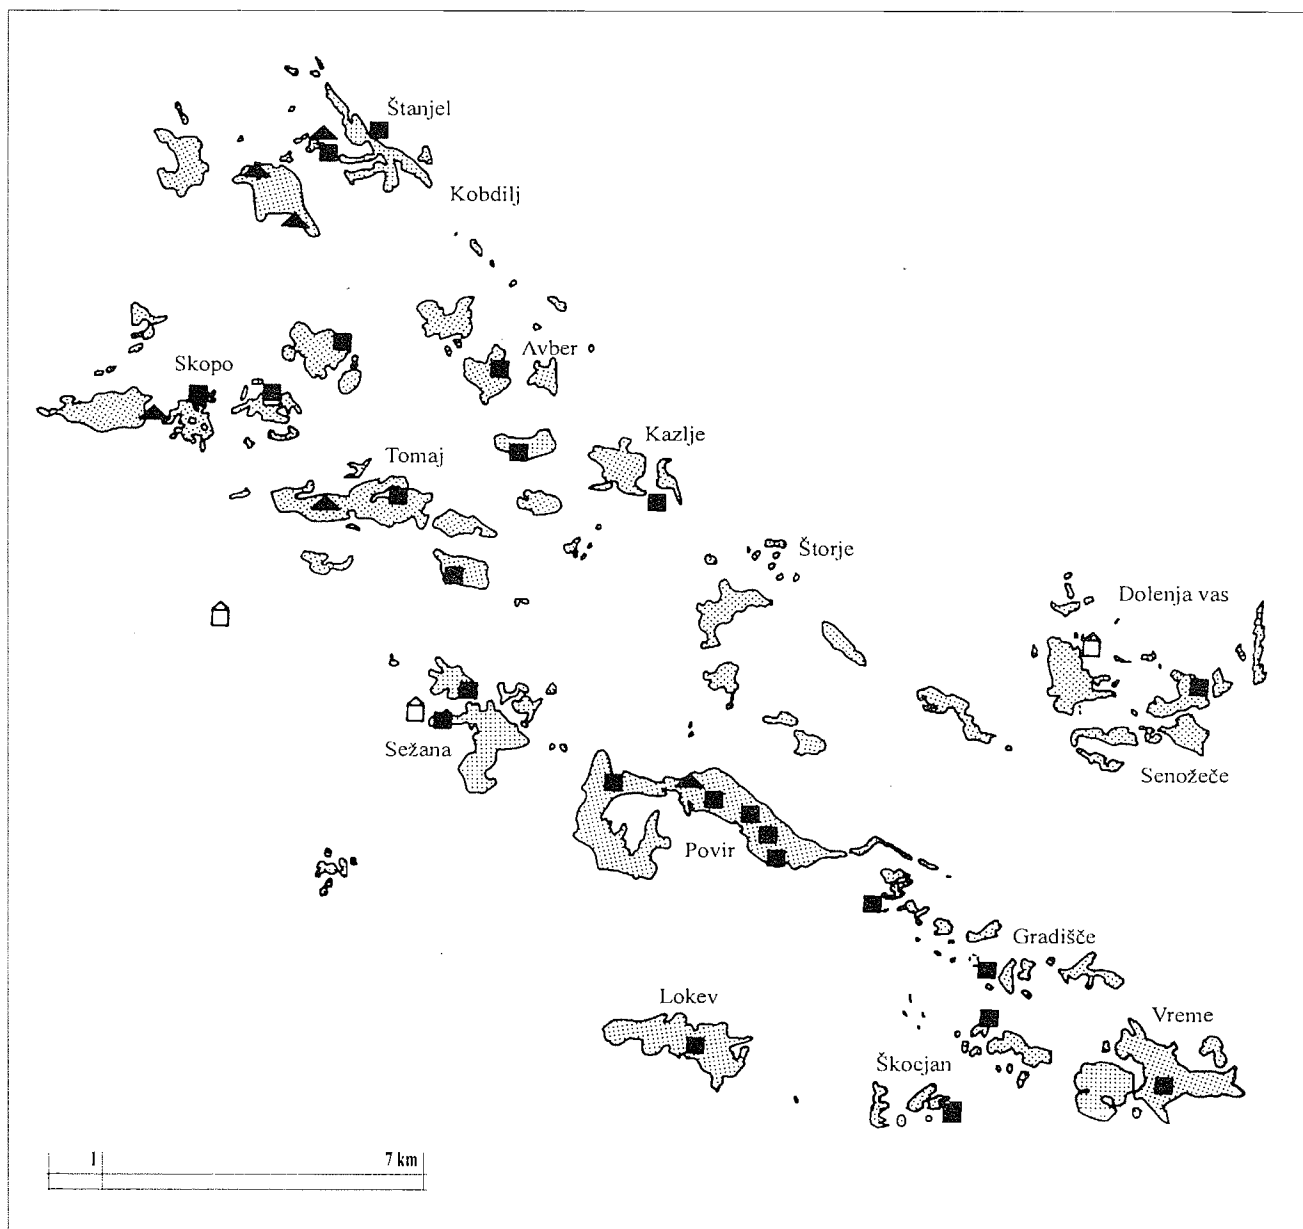 Štanjel
Kobdilj
Avber
Skopo
Kazlje
Tomaj
Štorje
Dolenja vas
Sežana
Senožeče
Povir
Gradišče
Lokev
Vreme
Škocjan
1 7 km